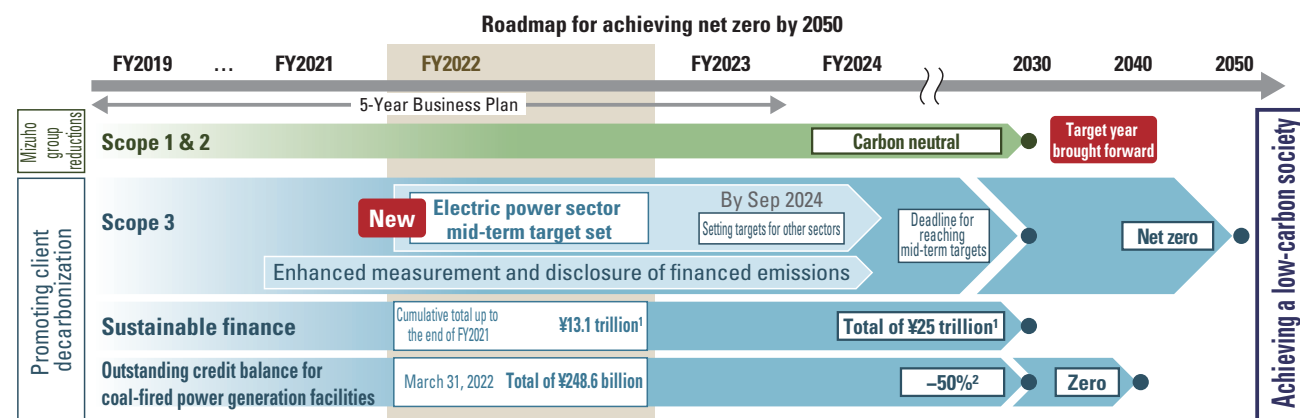 Roadmap for achieving net zero by 2050
FY2019 ... FY2021 FY2022 FY2023 FY2024 2030 2040 2050
5-Year Business Plan
Mizuho
group
reductions
Scope 1 & 2
Carbon neutral
Target year
brought forward
Promoting client
decarbonization
Scope 3
New
Electric power sector
mid-term target set
By Sep 2024
Setting targets for other sectors
Deadline for
reaching
mid-term targets
Net zero
Enhanced measurement and disclosure of financed emissions
Sustainable finance
Cumulative total up to
the end of FY2021
¥13.1 trillion¹
Total of ¥25 trillion¹
Outstanding credit balance for
coal-fired power generation facilities
March 31, 2022 Total of ¥248.6 billion
–50%²
Zero
Achieving a low-carbon society